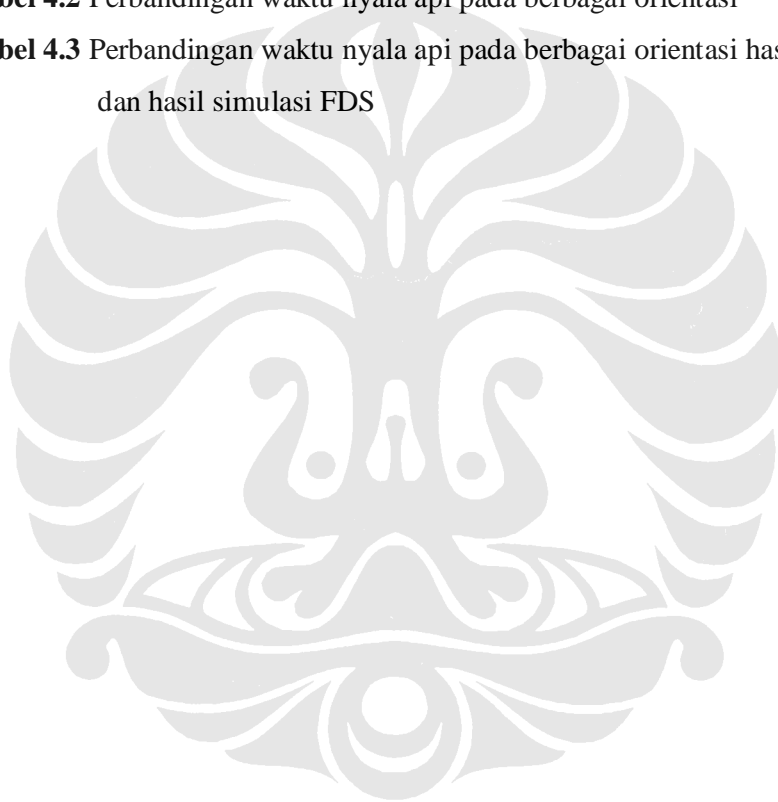 bel 4.2 Perbandingan waktu nyala api pada berbagai orientasi
bel 4.3 Perbandingan waktu nyala api pada berbagai orientasi has
dan hasil simulasi FDS